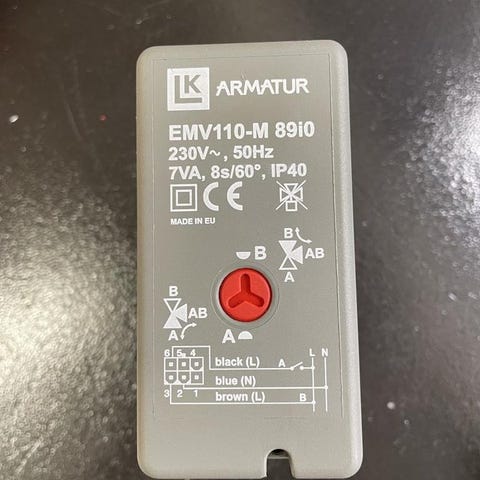 LK ARMATUR
EMV110-M 89i0
230V~, 50Hz
7VA, 8s/60°, IP40
CE
MADE IN EU
B
B
AB
A
B
AB
A
A
6 5 4
black (L) A L N
blue (N)
brown (L) B
3 2 1